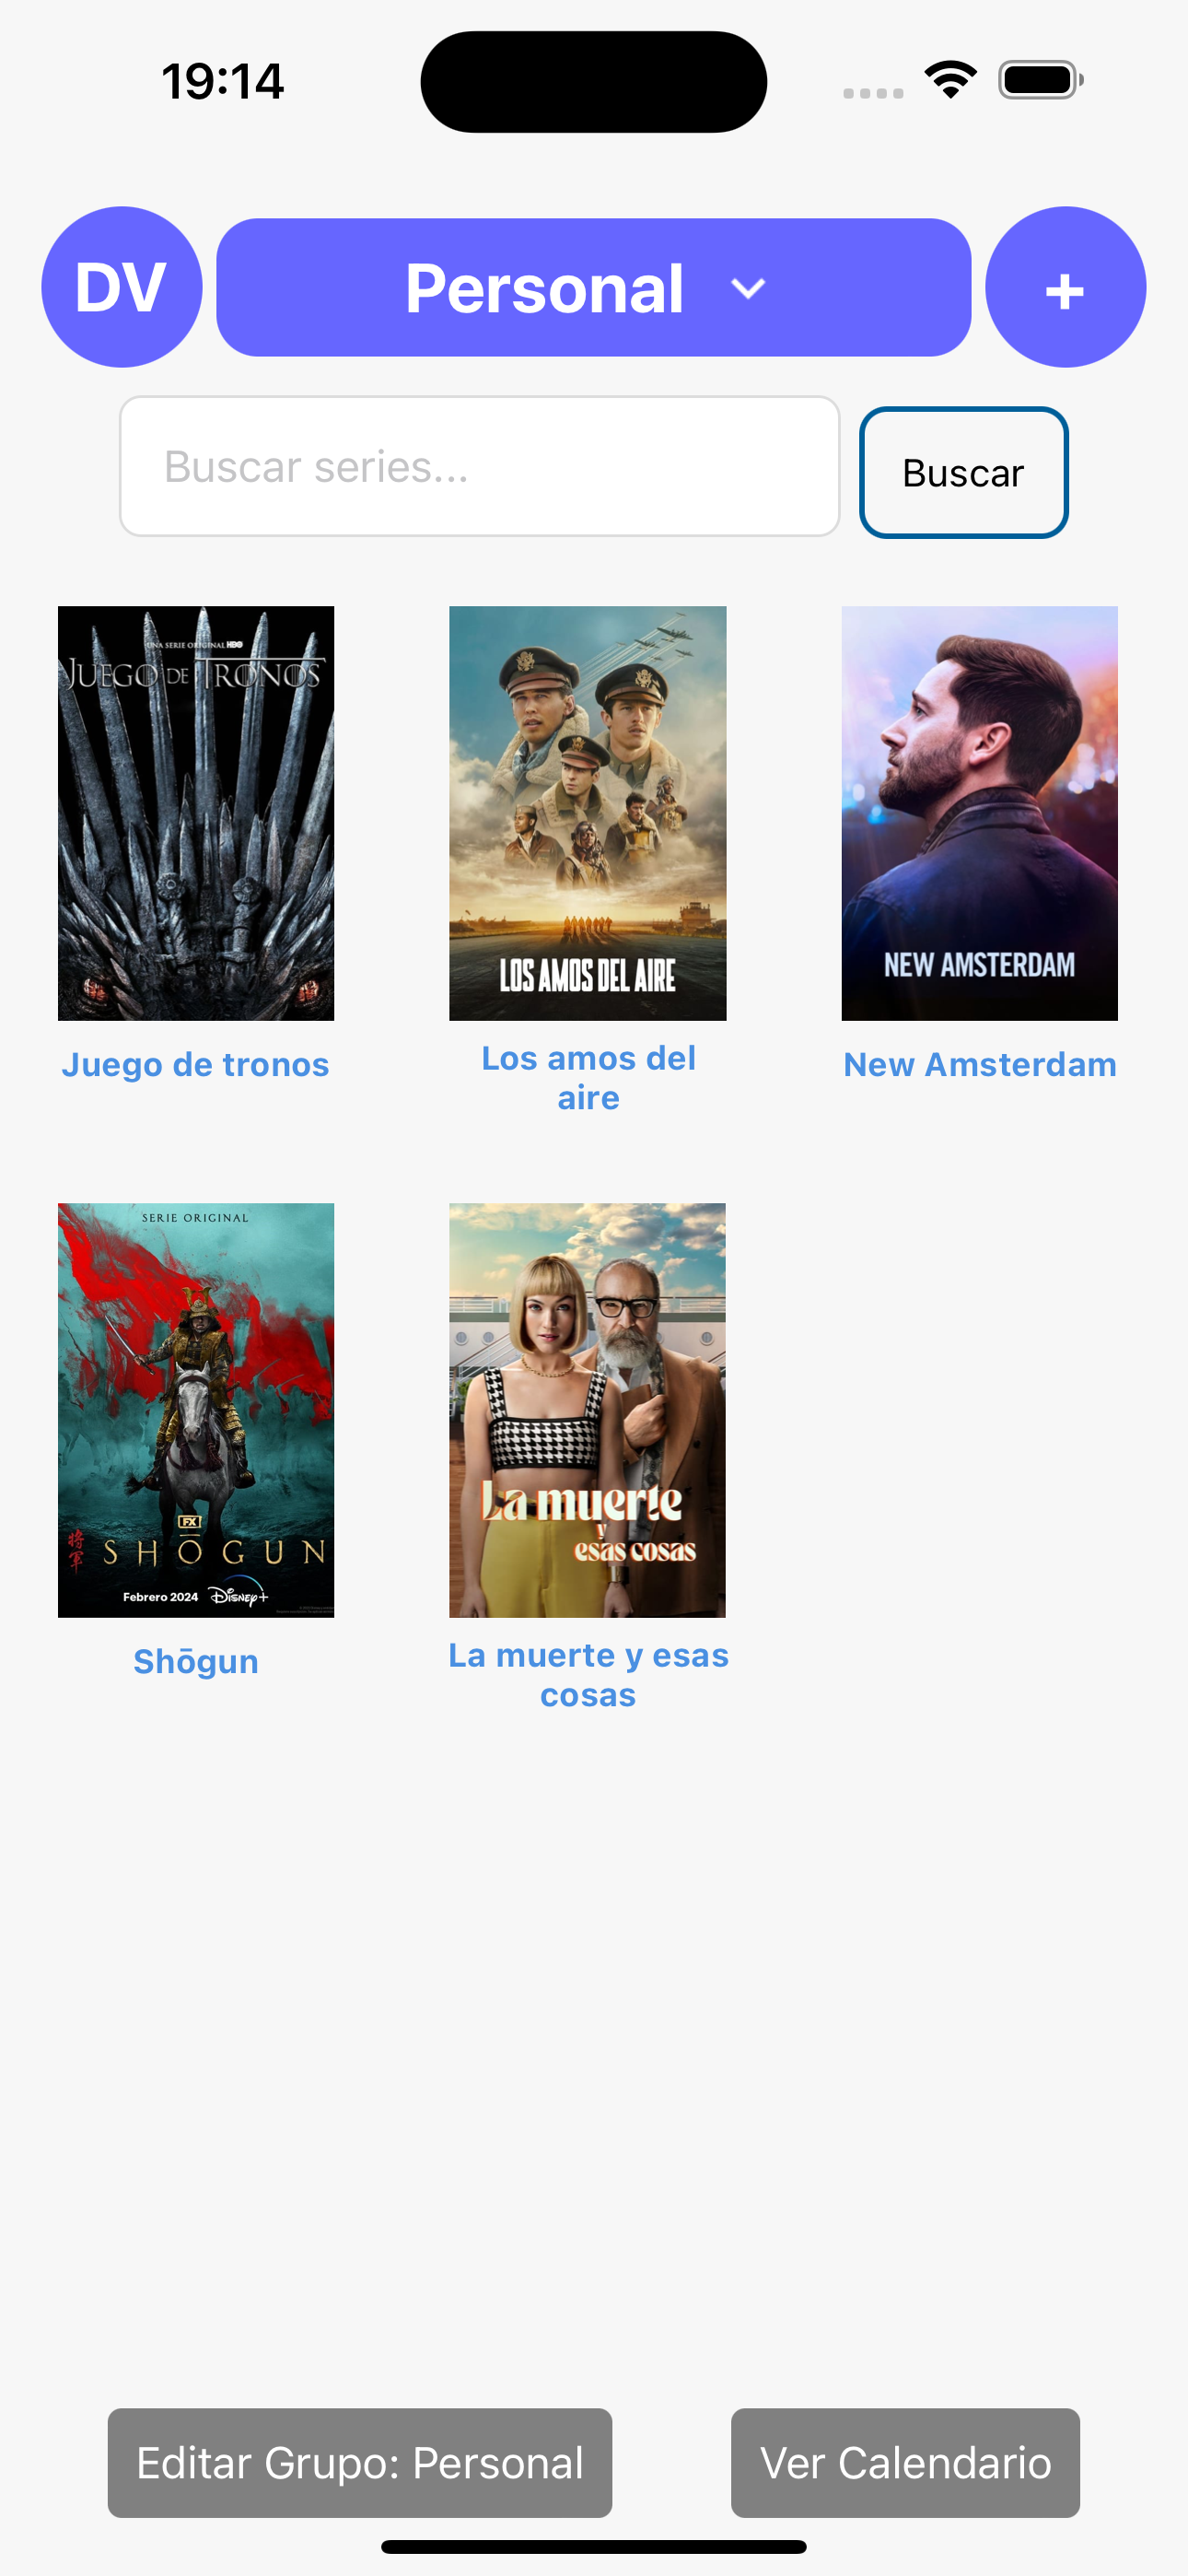 19:14
DV
Personal
+
Buscar series...
Buscar
UNA SERIE ORIGINAL HBO
JUEGO DE TRONOS
LOS AMOS DEL AIRE
NEW AMSTERDAM
Juego de tronos
Los amos del
aire
New Amsterdam
SERIE ORIGINAL
FX
将軍
SHŌGUN
Febrero 2024 Disney+
La muerte
y
esas cosas
Shōgun
La muerte y esas
cosas
Editar Grupo: Personal
Ver Calendario